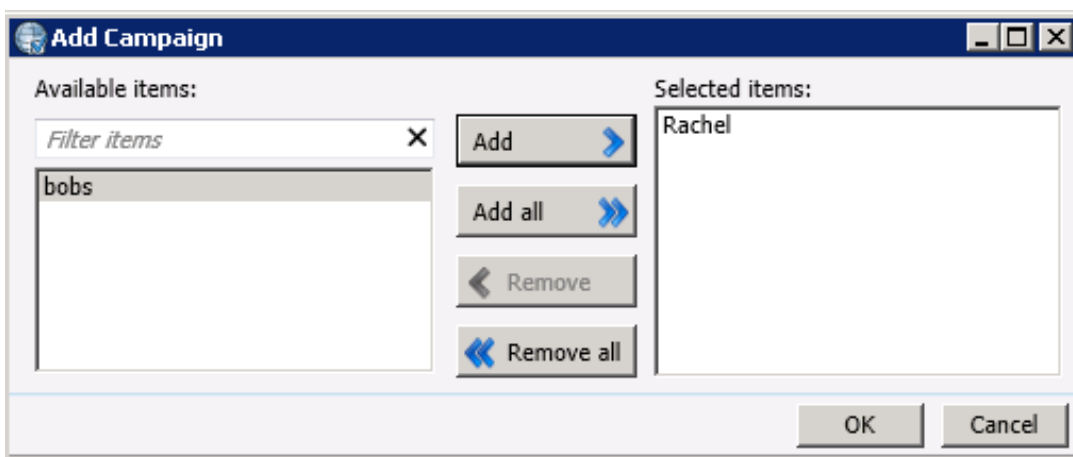 Add Campaign
Available items:
Filter items
bobs
Add
Add all
Remove
Remove all
Selected items:
Rachel
OK
Cancel